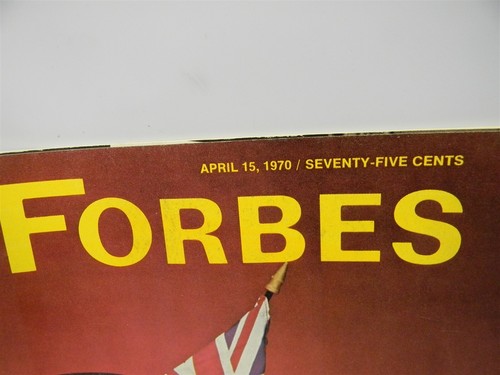 APRIL 15, 1970 / SEVENTY-FIVE CENTS
FORBES